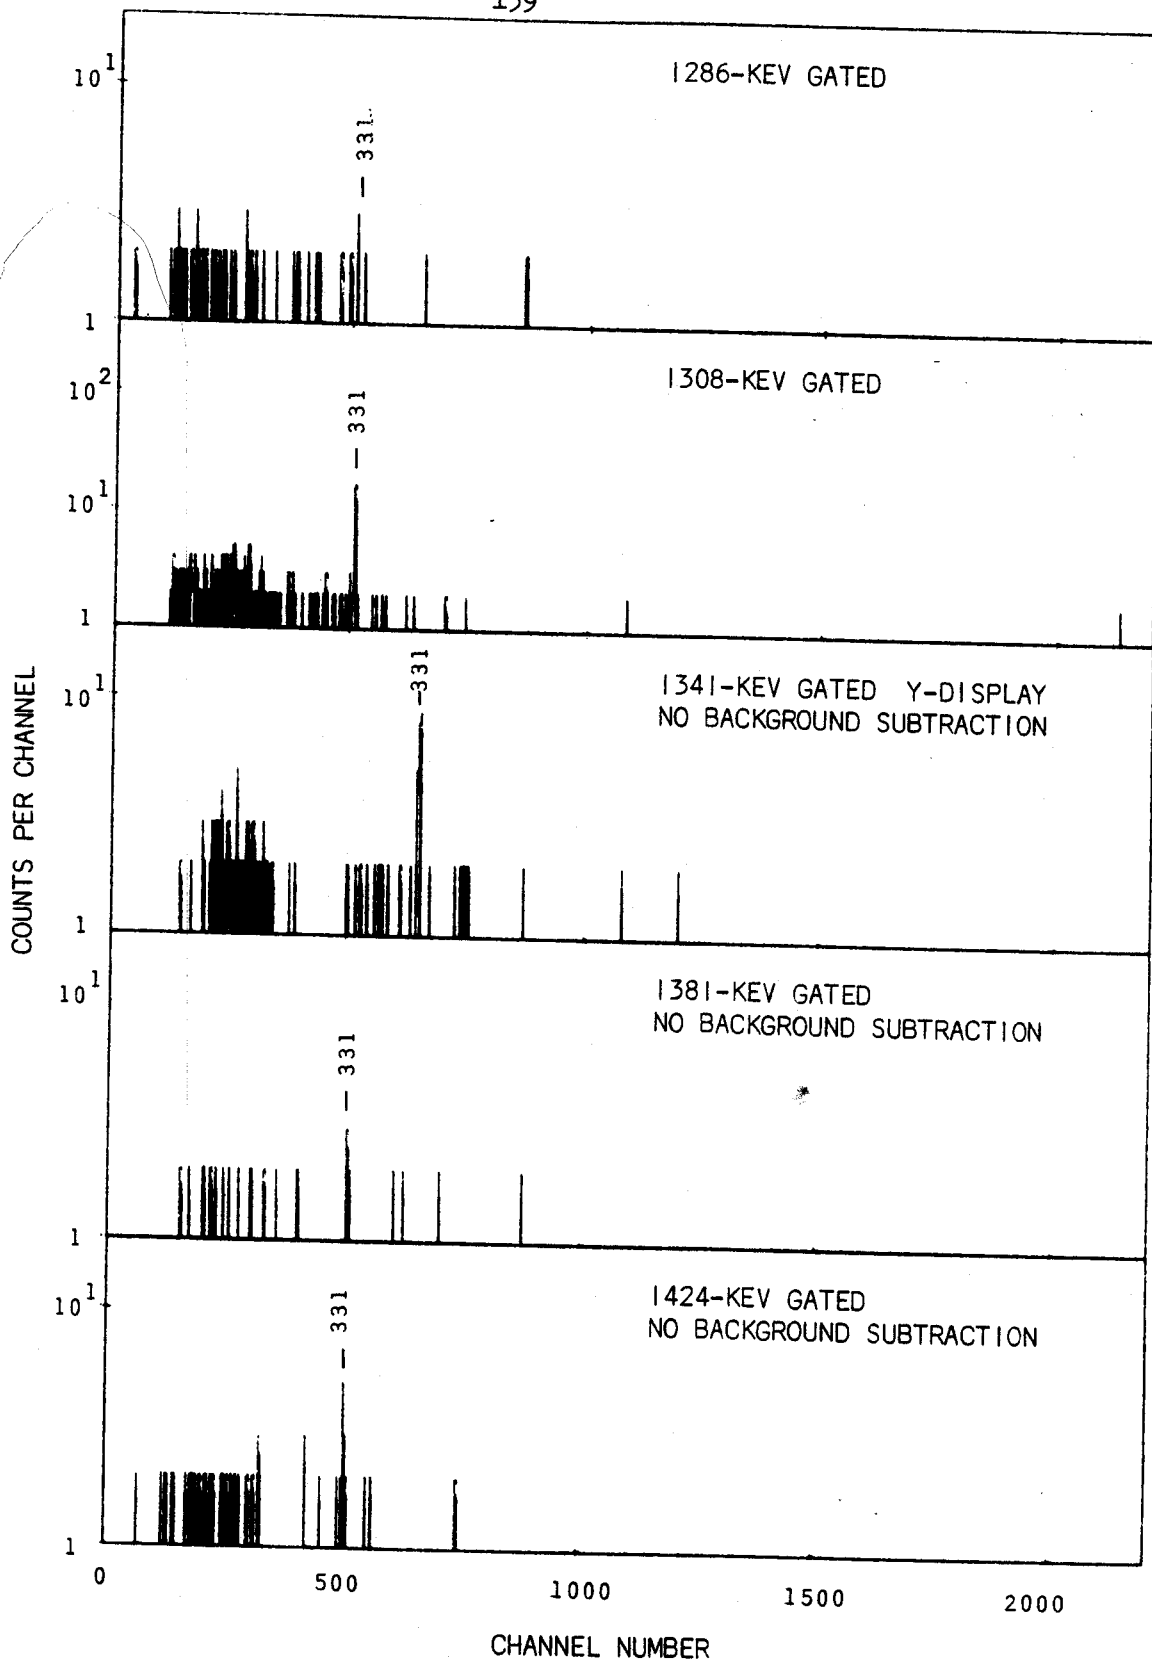 159
10¹
1286-KEV GATED
— 331
1
10²
1308-KEV GATED
— 331
10¹
1
10¹
—331
1341-KEV GATED Y-DISPLAY
NO BACKGROUND SUBTRACTION
1
10¹
1381-KEV GATED
NO BACKGROUND SUBTRACTION
— 331
1
10¹
1424-KEV GATED
NO BACKGROUND SUBTRACTION
— 331
1
0 500 1000 1500 2000
CHANNEL NUMBER
COUNTS PER CHANNEL